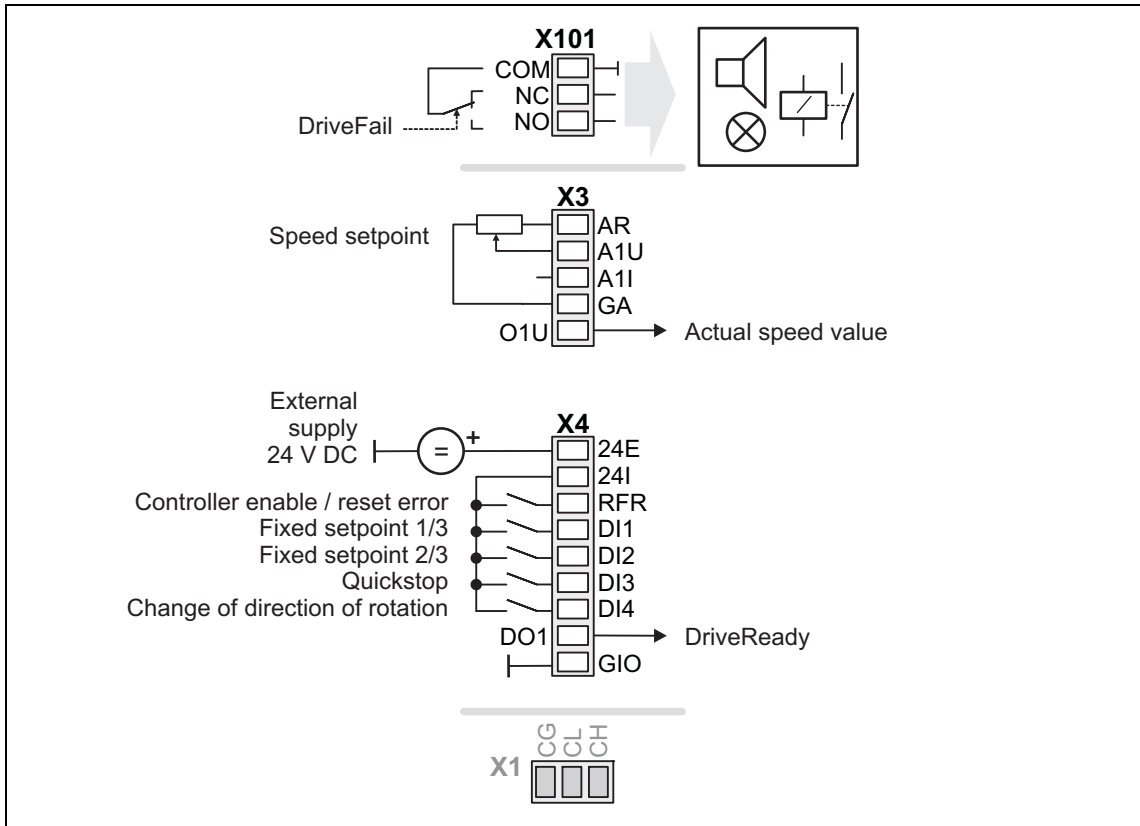 X101
COM
NC
DriveFail NO
X3
AR
Speed setpoint
A1U
A1I
GA
O1U Actual speed value
External
supply
24 V DC = +
X4
24E
24I
Controller enable / reset error RFR
Fixed setpoint 1/3 DI1
Fixed setpoint 2/3 DI2
Quickstop DI3
Change of direction of rotation DI4
DO1 DriveReady
GIO
CG CL CH
X1